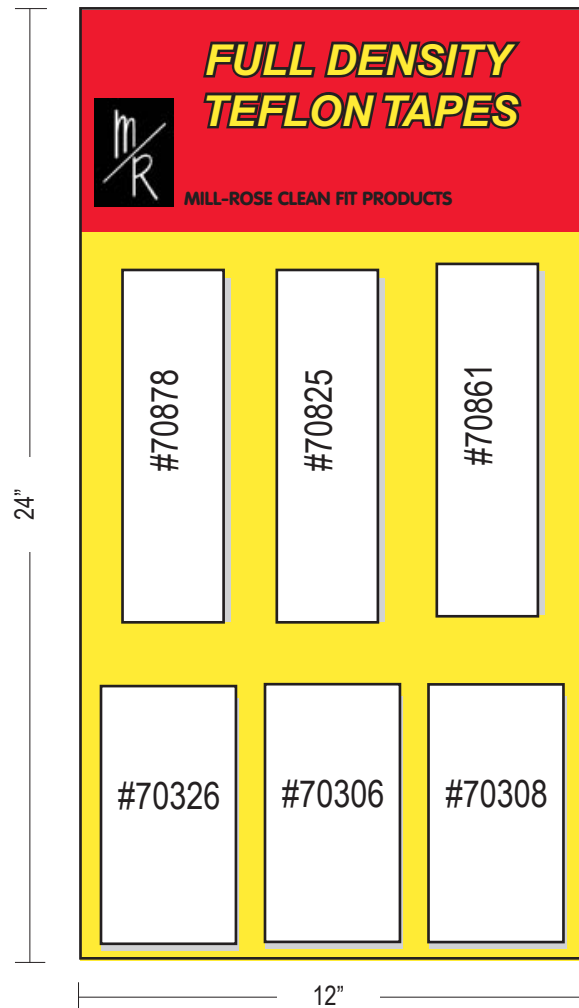 FULL DENSITY
TEFLON TAPES
m/R
MILL-ROSE CLEAN FIT PRODUCTS
#70878
#70825
#70861
24”
#70326
#70306
#70308
12”